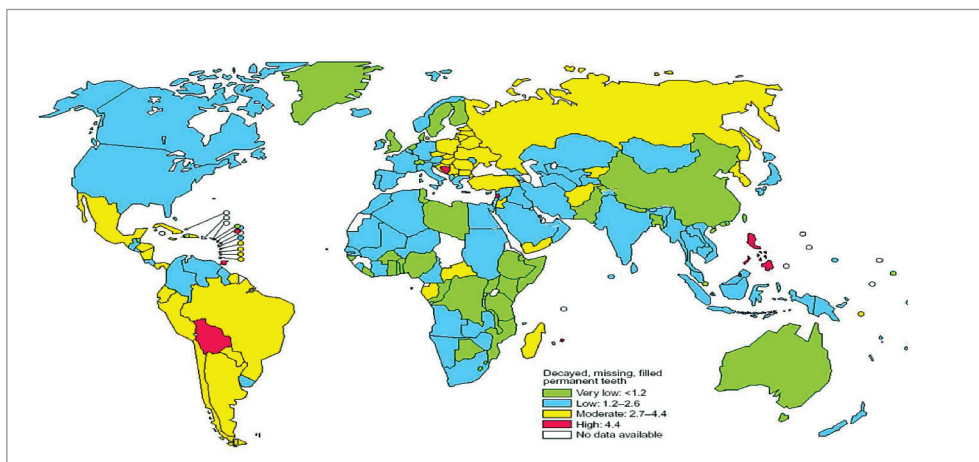 Decayed, missing, filled
permanent teeth
Very low: <1.2
Low: 1.2–2.6
Moderate: 2.7–4.4
High: 4.4
No data available